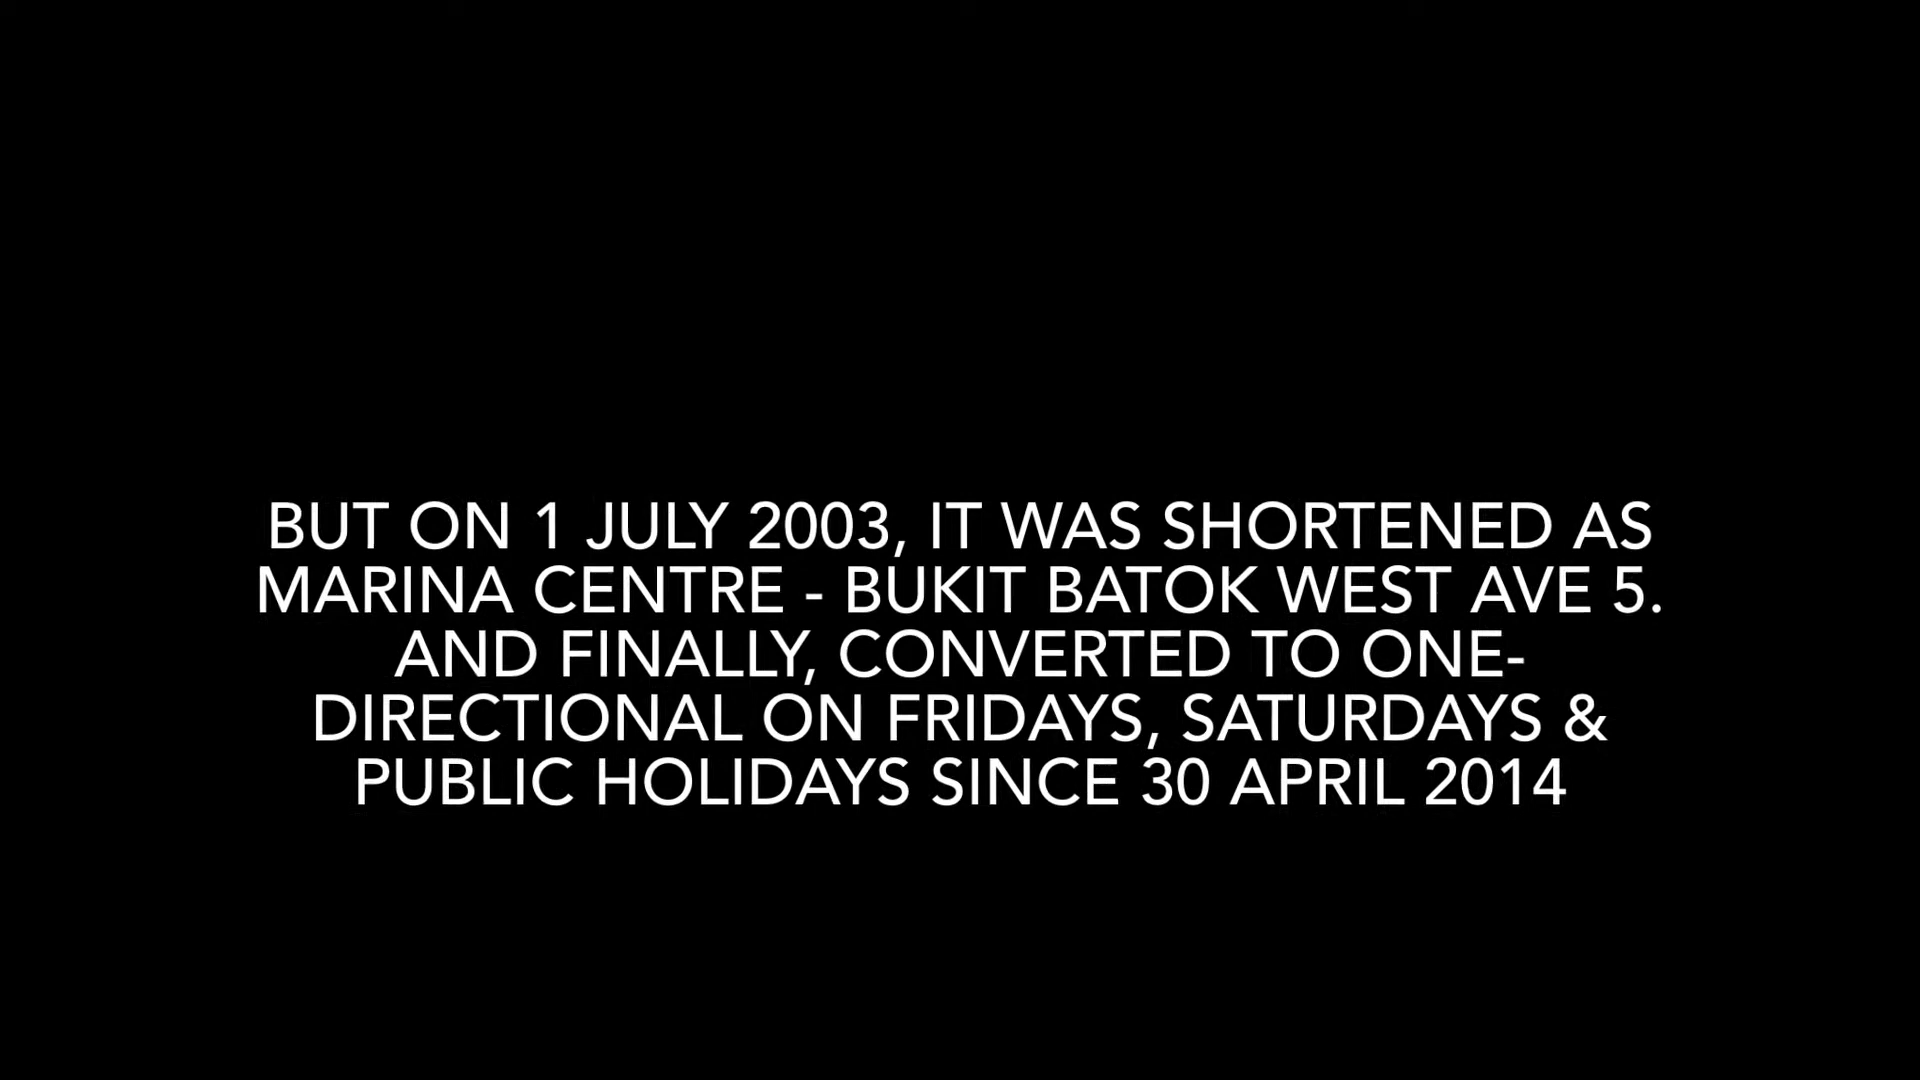 BUT ON 1 JULY 2003, IT WAS SHORTENED AS
MARINA CENTRE - BUKIT BATOK WEST AVE 5.
AND FINALLY, CONVERTED TO ONE-
DIRECTIONAL ON FRIDAYS, SATURDAYS &
PUBLIC HOLIDAYS SINCE 30 APRIL 2014